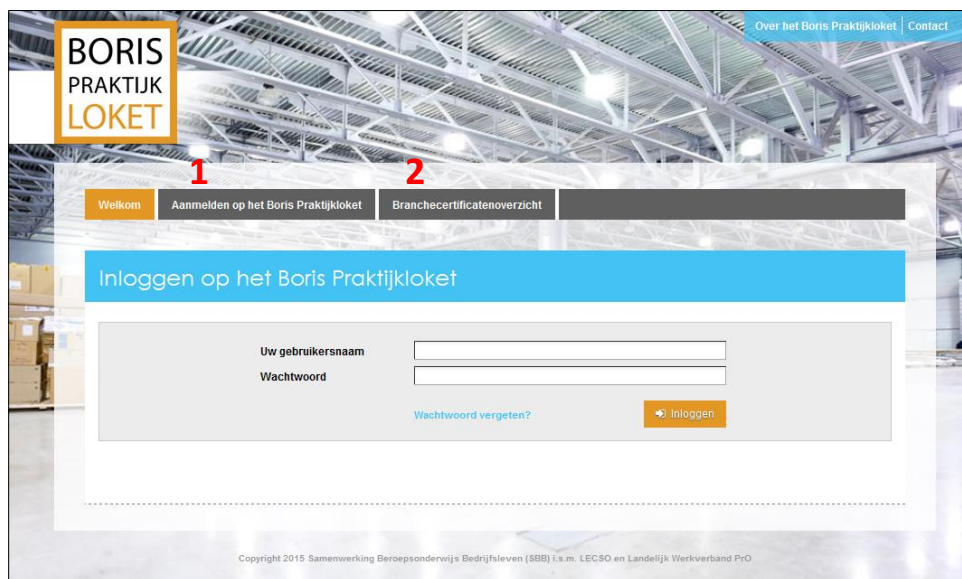 Over het Boris Praktijkloket | Contact
BORIS
PRAKTIJK
LOKET
1 2
Welkom Aanmelden op het Boris Praktijkloket Branchecertificatenoverzicht
Inloggen op het Boris Praktijkloket
Uw gebruikersnaam
Wachtwoord
Wachtwoord vergeten? Inloggen
Copyright 2015 Samenwerking Beroepsonderwijs Bedrijfsleven (SBB) i.s.m. LECSO en Landelijk Werkverband PrO